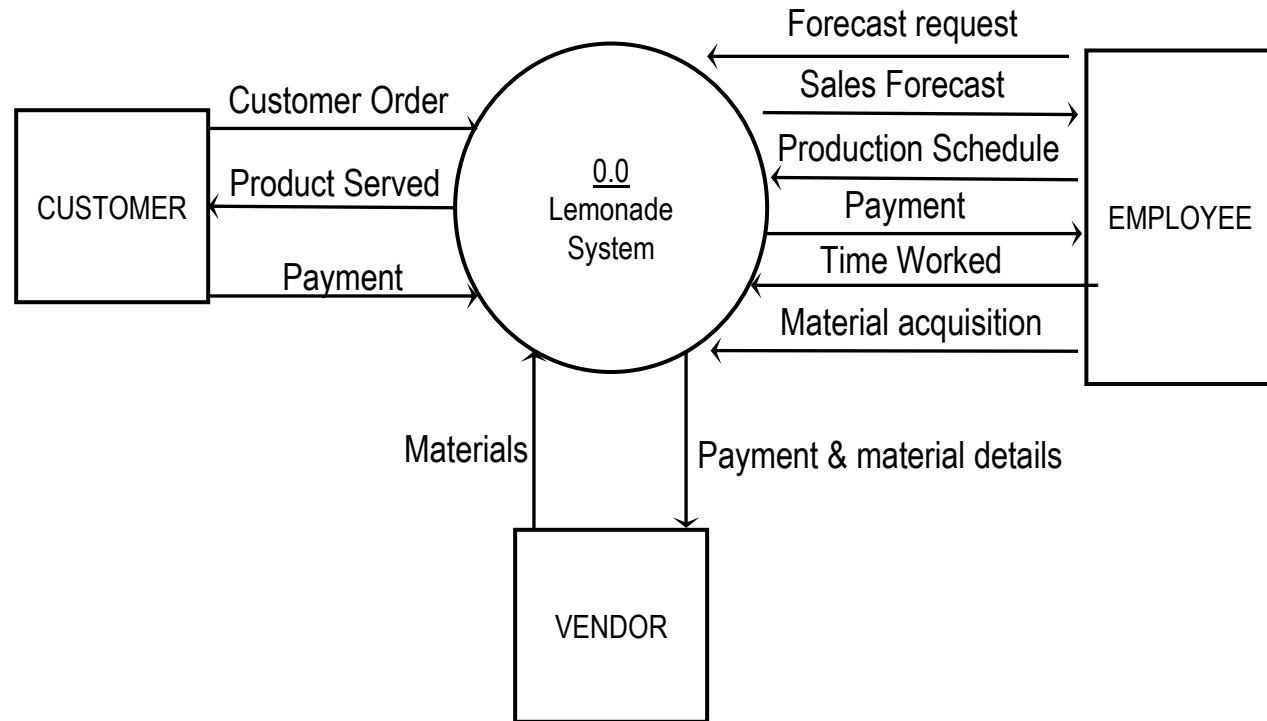 Forecast request
Sales Forecast
Customer Order
Production Schedule
0.0
Product Served
CUSTOMER
Lemonade
Payment
EMPLOYEE
System
Time Worked
Payment
Material acquisition
Materials
Payment & material details
VENDOR